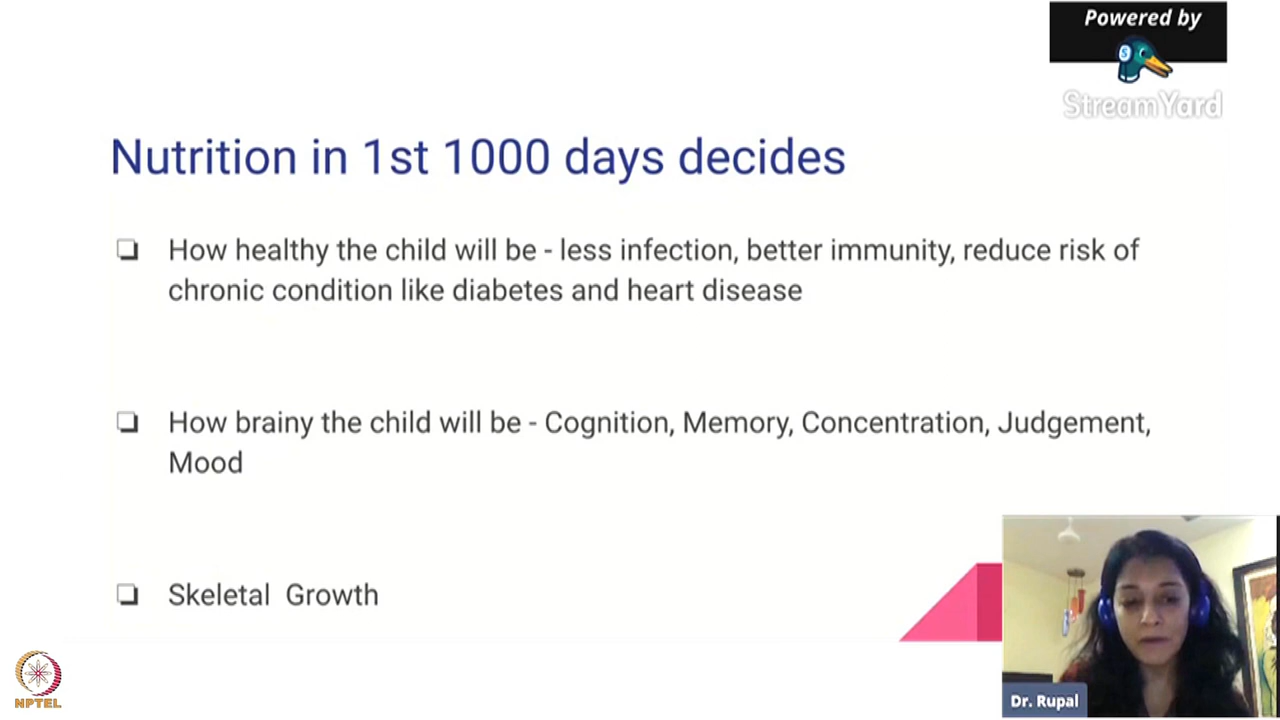 Powered by
StreamYard
Nutrition in 1st 1000 days decides
How healthy the child will be - less infection, better immunity, reduce risk of
chronic condition like diabetes and heart disease
How brainy the child will be - Cognition, Memory, Concentration, Judgement,
Mood
Skeletal Growth
Dr. Rupal
NPTEL